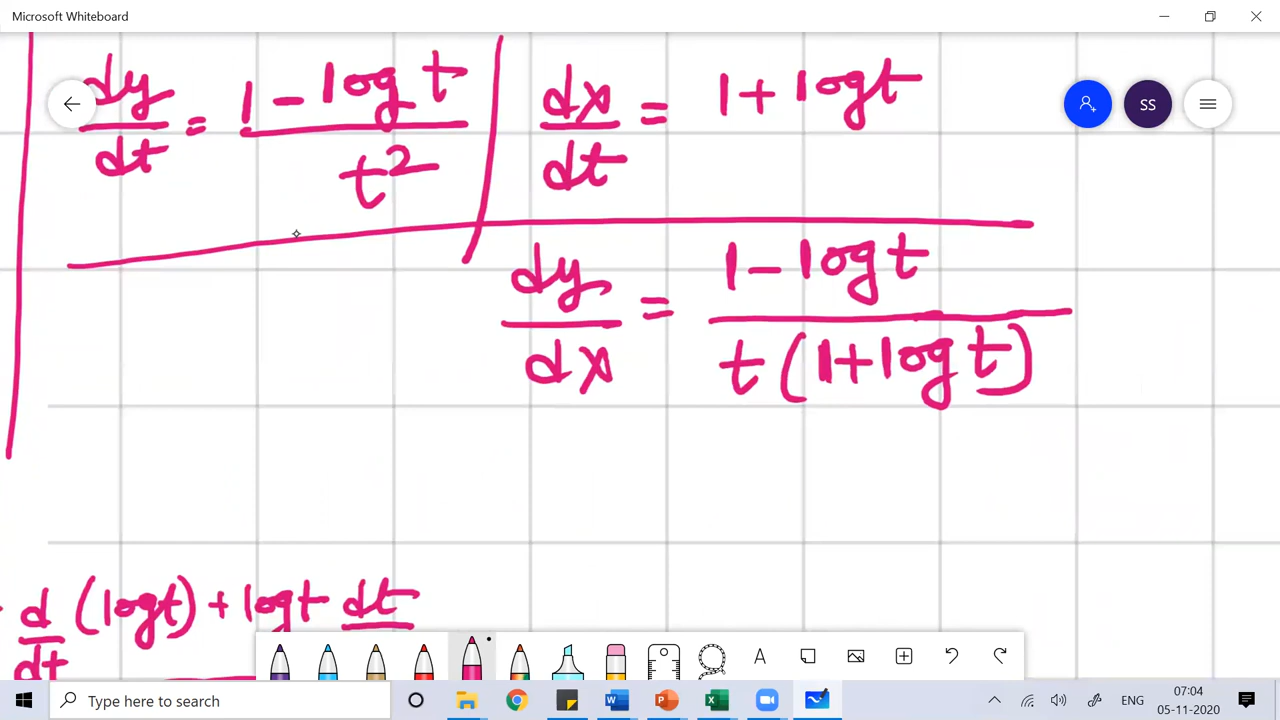 Microsoft Whiteboard
dy/dt = 1 - log t / t²
dx/dt = 1 + log t
SS
dy/dx = 1 - log t / t(1 + log t)
d/dt (log t) + log t dt
A
Type here to search
ENG
07:04
05-11-2020